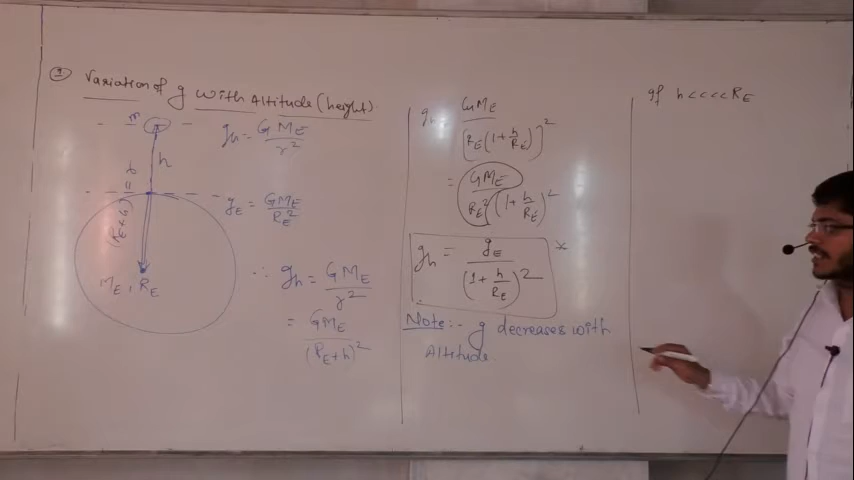 ② Variation of g with Altitude (height).
m
h
(RE+h) = r
ME, RE
gh = GME / r²
gE = GME / RE²
∴ gh = GME / r²
= GME / (RE+h)²
gh = GME / [RE(1+h/RE)]²
= GME / RE² (1+h/RE)²
gh = gE / (1+h/RE)² *
Note:- g decreases with
Altitude.
If h<<<<RE